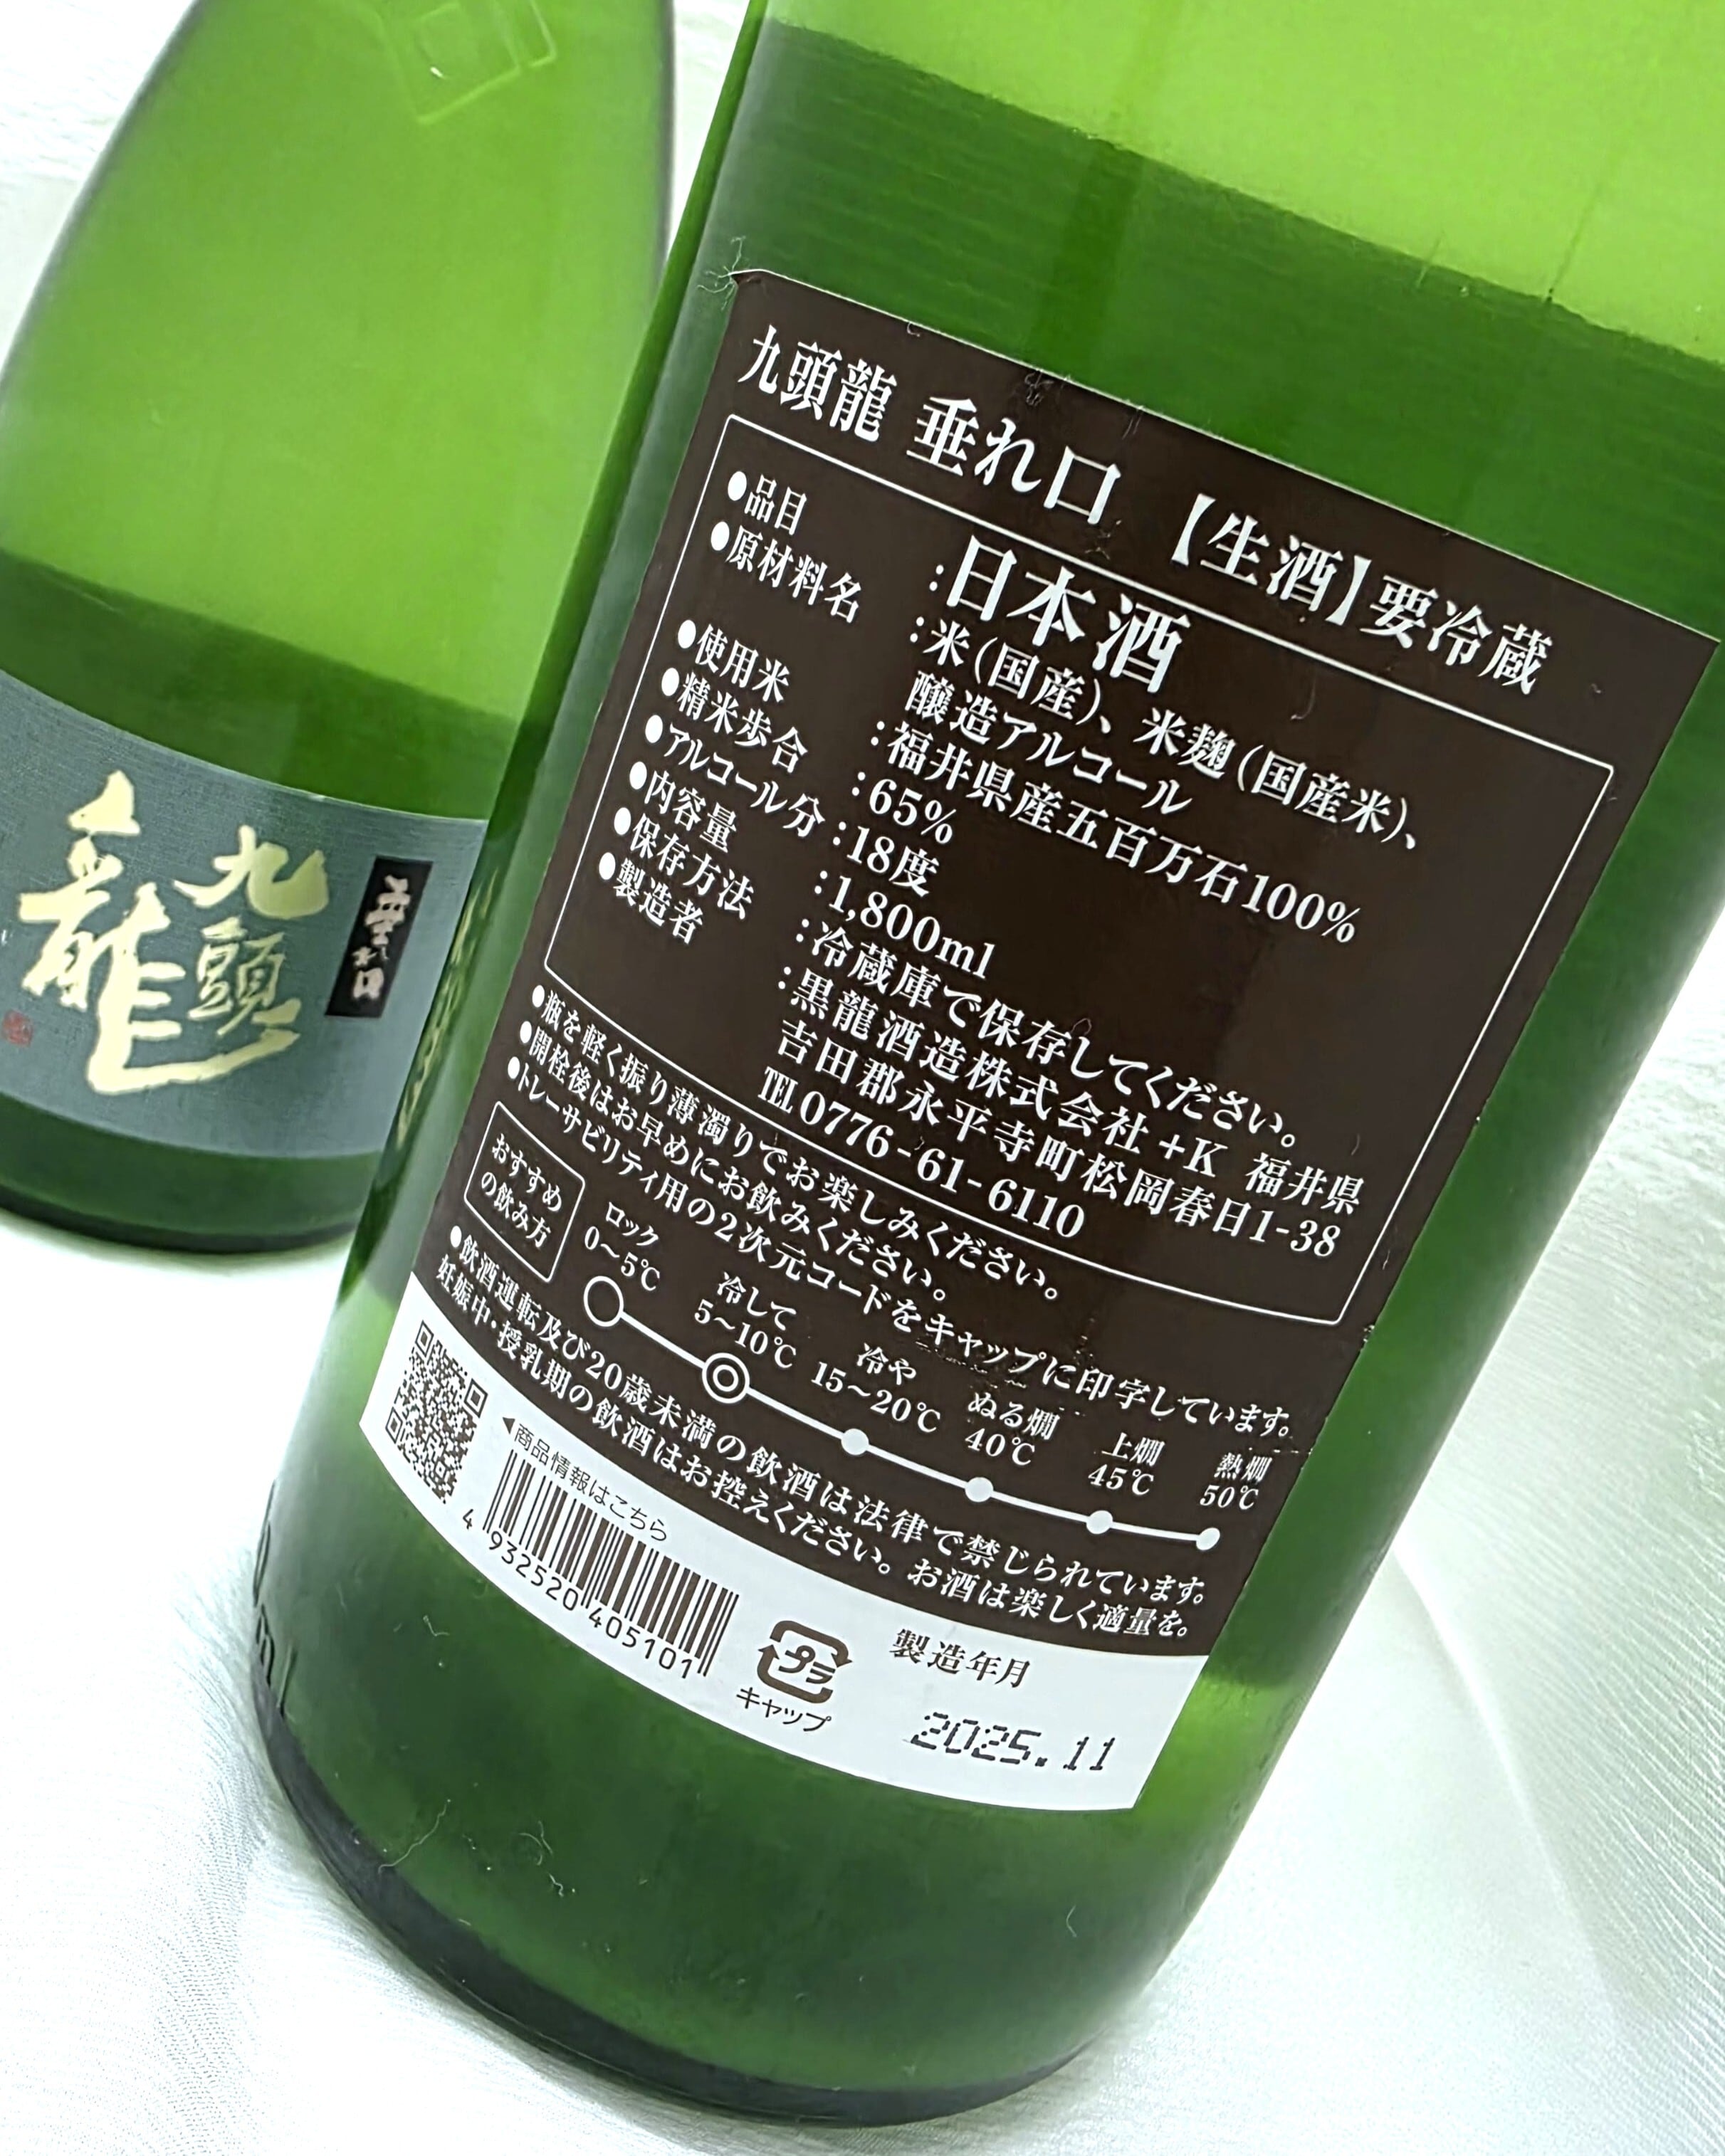 九頭龍 垂れ口 【生酒】要冷蔵
●品目 :日本酒
●原材料名 :米(国産)、米麹(国産米)、
醸造アルコール
●使用米 :福井県産五百万石100%
●精米歩合 :65%
●アルコール分 :18度
●内容量 :1,800ml
●保存方法 :冷蔵庫で保存してください。
●製造者 :黒龍酒造株式会社+K 福井県
吉田郡永平寺町松岡春日1-38
TEL 0776-61-6110
●瓶を軽く振り薄濁りでお楽しみください。
●開栓後はお早めにお飲みください。
●トレーサビリティ用の2次元コードをキャップに印字しています。
おすすめ
の飲み方
ロック
0~5℃
冷して
5~10℃
冷や
15~20℃
ぬる燗
40℃
上燗
45℃
熱燗
50℃
●飲酒運転及び20歳未満の飲酒は法律で禁じられています。
妊娠中・授乳期の飲酒はお控えください。お酒は楽しく適量を。
◀商品情報はこちら
4 932520 405101
プラ
キャップ
製造年月
2025.11
九頭
龍
垂れ口